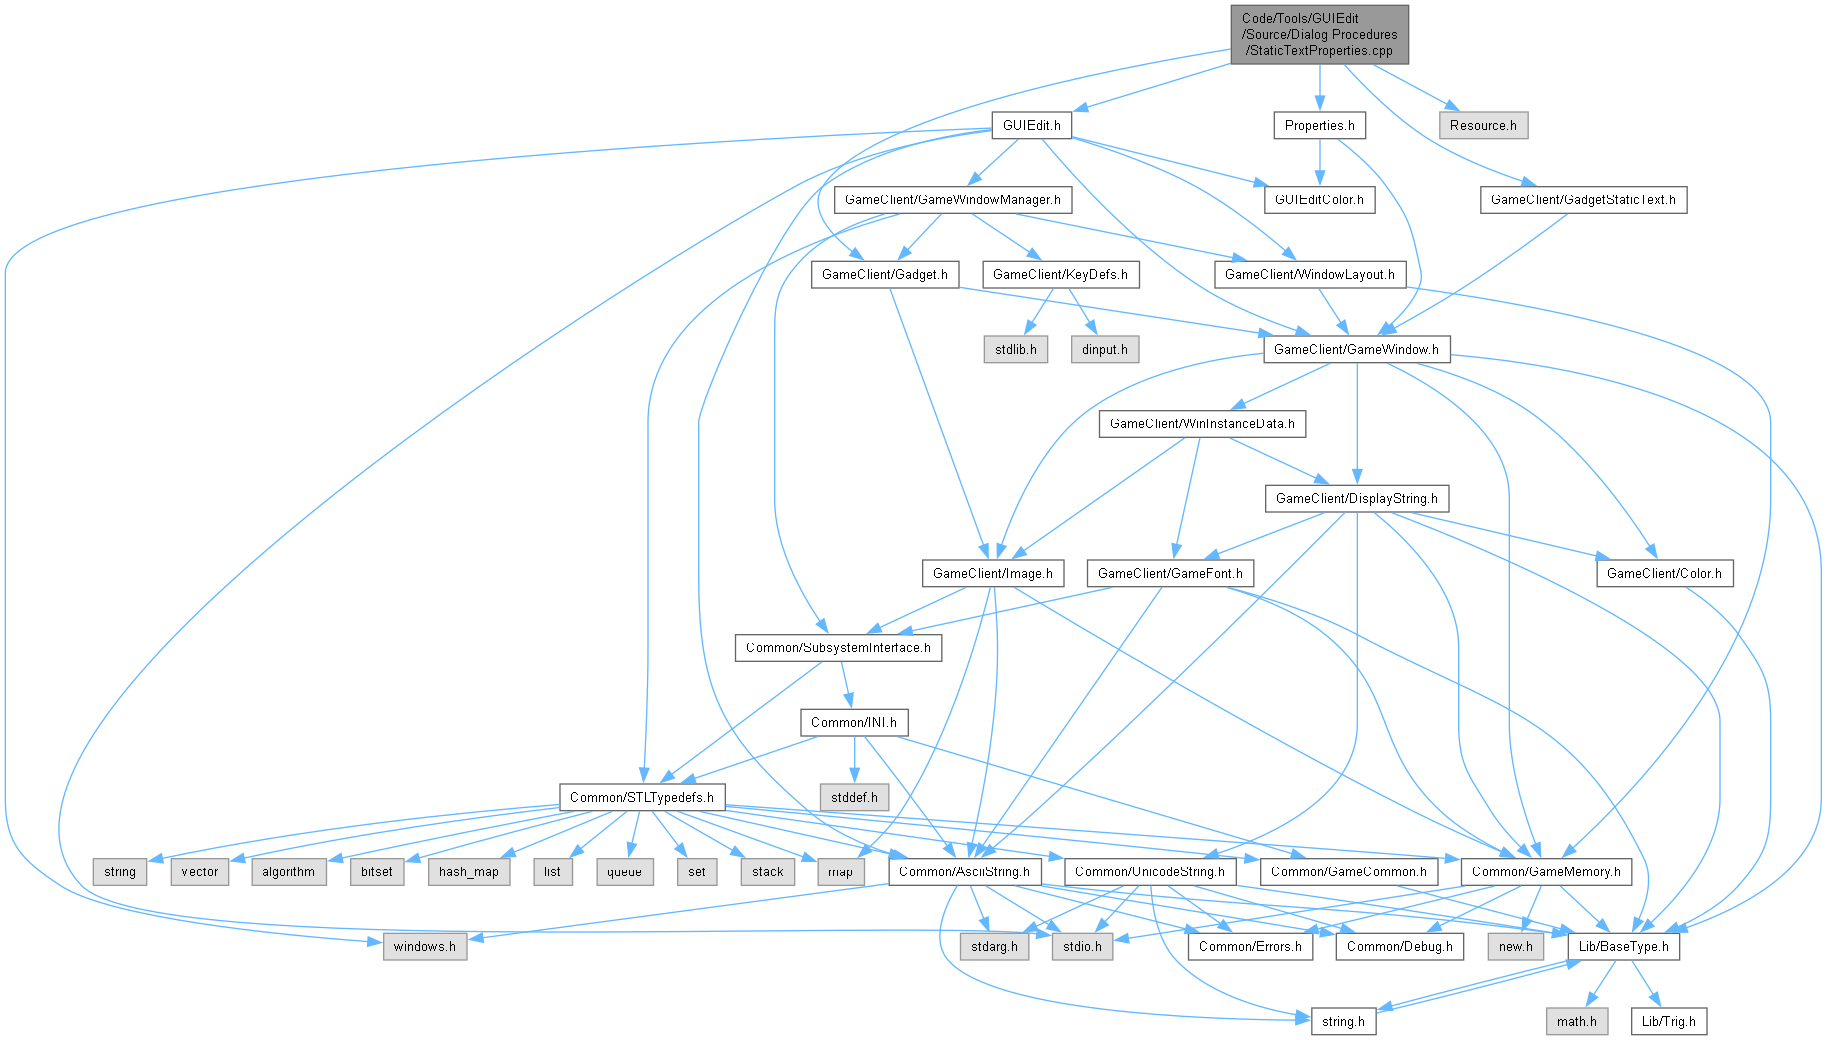 Code/Tools/GUIEdit
/Source/Dialog Procedures
/StaticTextProperties.cpp
GUIEdit.h
Properties.h
Resource.h
GameClient/GameWindowManager.h
GUIEditColor.h
GameClient/GadgetStaticText.h
GameClient/Gadget.h
GameClient/KeyDefs.h
GameClient/WindowLayout.h
stdlib.h
dinput.h
GameClient/GameWindow.h
GameClient/WinInstanceData.h
GameClient/DisplayString.h
GameClient/Image.h
GameClient/GameFont.h
GameClient/Color.h
Common/SubsystemInterface.h
Common/INI.h
Common/STLTypedefs.h
stddef.h
string
vector
algorithm
bitset
hash_map
list
queue
set
stack
map
Common/AsciiString.h
Common/UnicodeString.h
Common/GameCommon.h
Common/GameMemory.h
windows.h
stdarg.h
stdio.h
Common/Errors.h
Common/Debug.h
new.h
Lib/BaseType.h
string.h
math.h
Lib/Trig.h